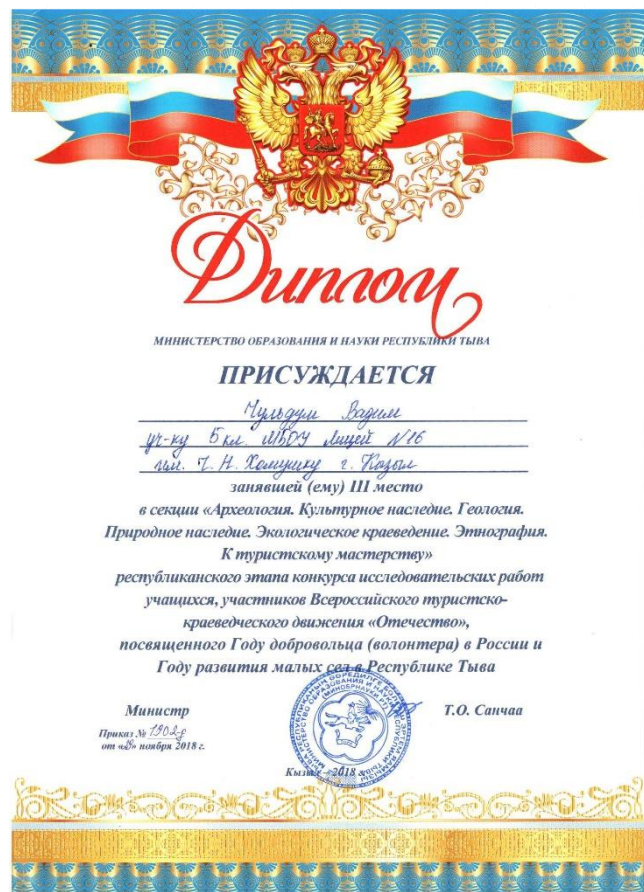 Диплом
МИНИСТЕРСТВО ОБРАЗОВАНИЯ И НАУКИ РЕСПУБЛИКИ ТЫВА
ПРИСУЖДАЕТСЯ
Чульдум Вадим
уч-ку 5 кл. МБОУ Лицей №16
им. Ч. Н. Хомушку г. Кызыл
занявшей (ему) III место
в секции «Археология. Культурное наследие. Геология.
Природное наследие. Экологическое краеведение. Этнография.
К туристскому мастерству»
республиканского этапа конкурса исследовательских работ
учащихся, участников Всероссийского туристско-
краеведческого движения «Отечество»,
посвященного Году добровольца (волонтера) в России и
Году развития малых сел в Республике Тыва
Министр Т.О. Санчаа
Приказ № 1302-д
от «29» ноября 2018 г.
Кызыл – 2018